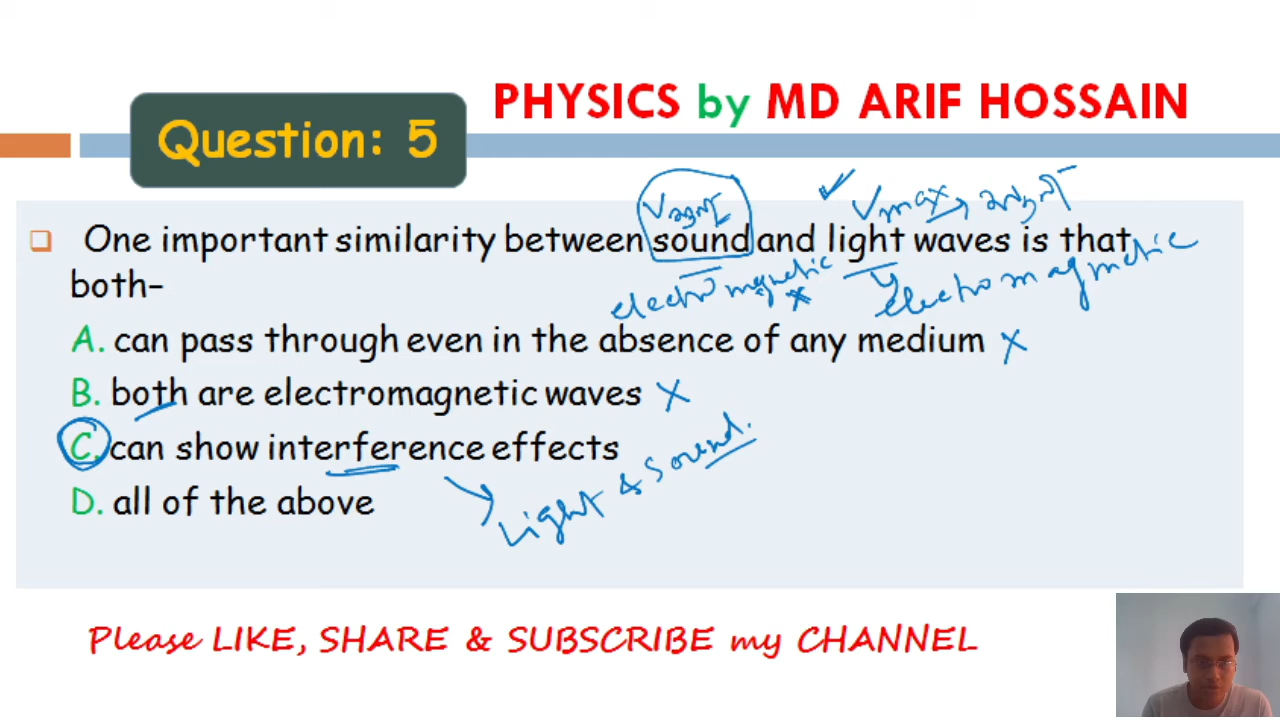 PHYSICS by MD ARIF HOSSAIN
Question: 5
Vmax
One important similarity between sound and light waves is that
both-
electromagnetic
electromagnetic
A. can pass through even in the absence of any medium X
B. both are electromagnetic waves X
C. can show interference effects
Light & Sound.
D. all of the above
Please LIKE, SHARE & SUBSCRIBE my CHANNEL